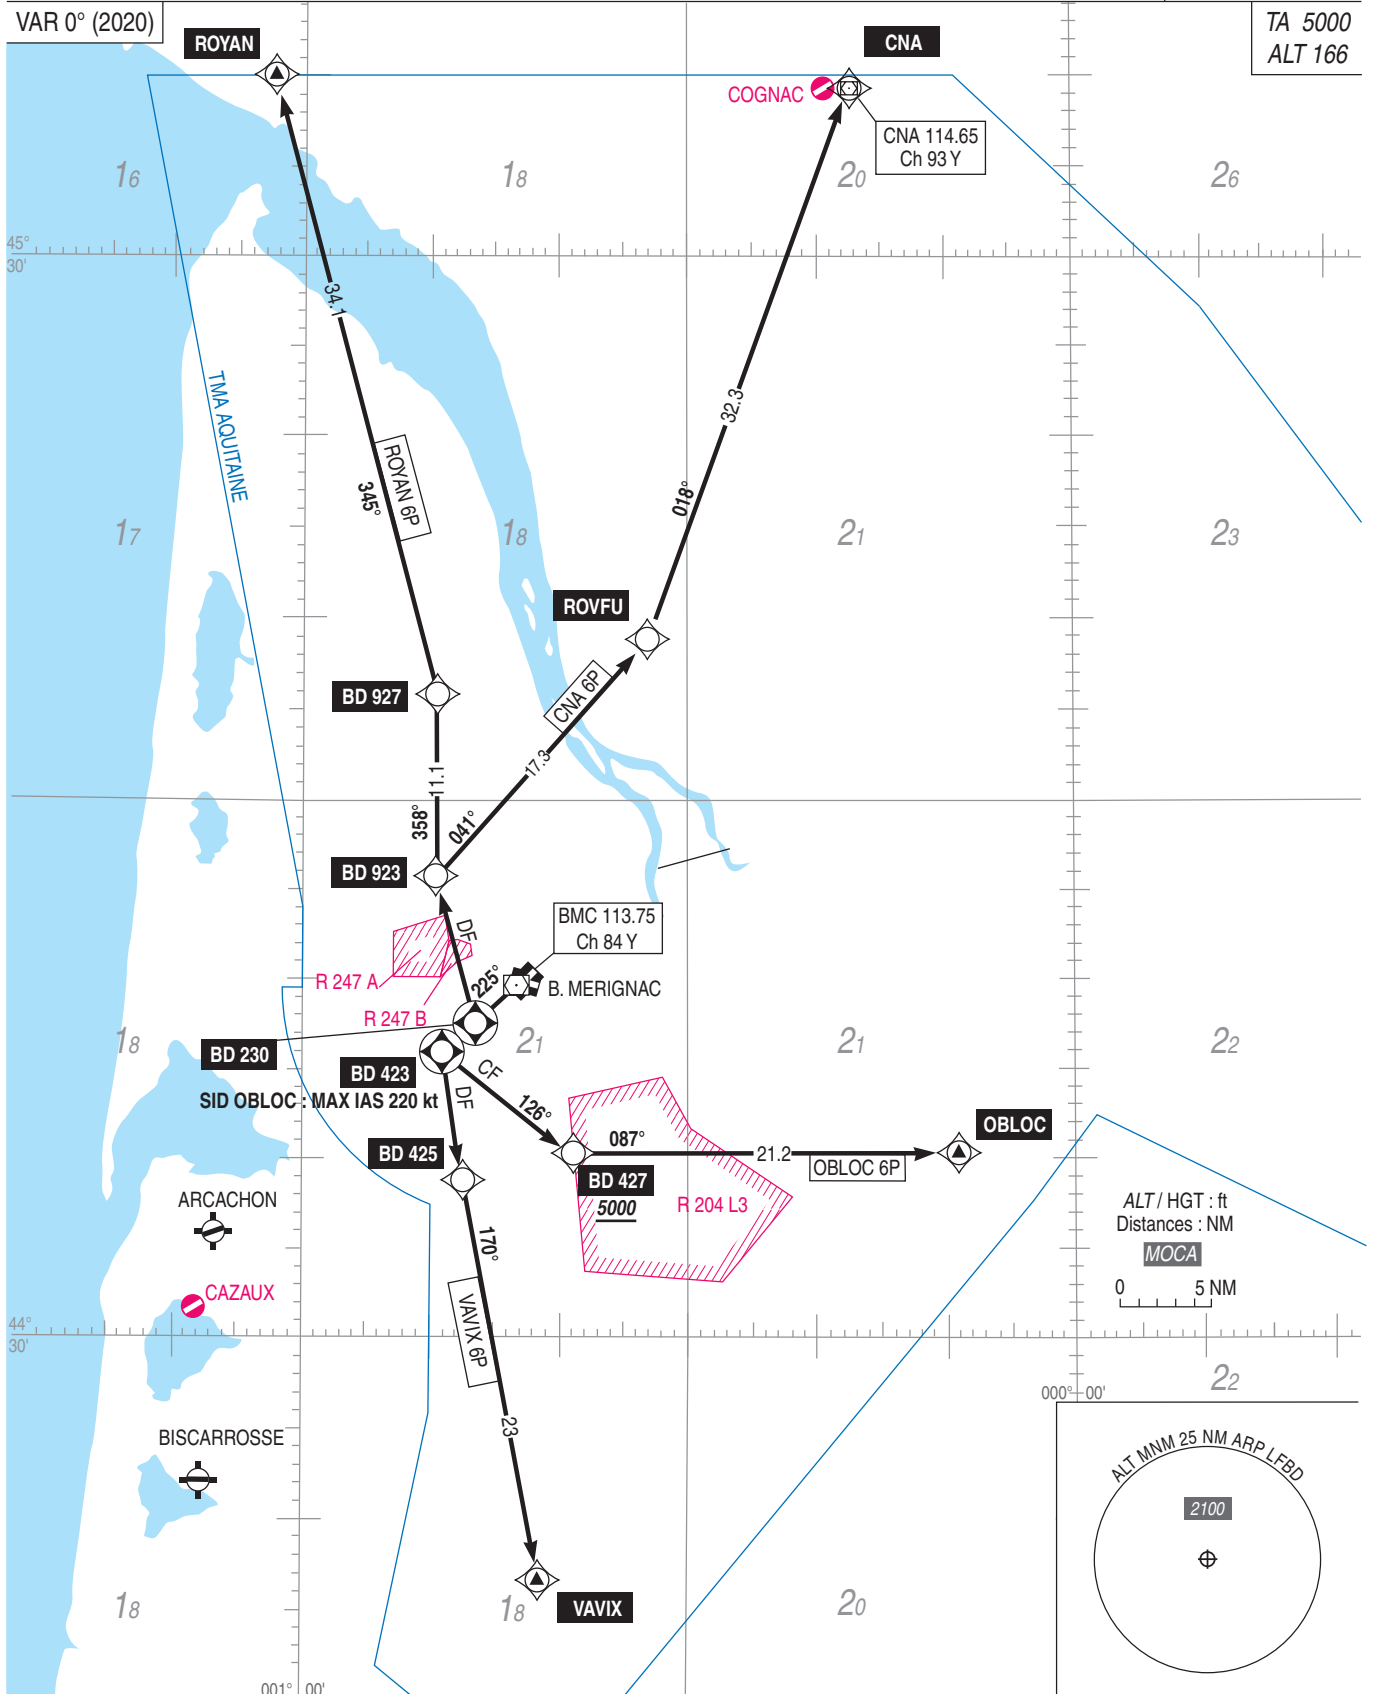 VAR 0° (2020)
TA 5000
ALT 166
ROYAN
CNA
COGNAC
CNA 114.65
Ch 93 Y
16
18
20
26
45°
30'
34.1
TMA AQUITAINE
32.3
ROYAN 6P
345°
018°
17
18
21
23
ROVFU
BD 927
CNA 6P
17.3
11.1
358°
041°
BD 923
DF
BMC 113.75
Ch 84 Y
R 247 A
225°
B. MERIGNAC
R 247 B
18
21
21
22
BD 230
BD 423
CF
SID OBLOC : MAX IAS 220 kt
DF
126°
OBLOC
BD 425
087°
21.2
OBLOC 6P
BD 427
5000
R 204 L3
ARCACHON
170°
ALT / HGT : ft
Distances : NM
MOCA
0 5 NM
CAZAUX
VAVIX 6P
44°
30'
22
000° 00'
23
BISCARROSSE
ALT MNM 25 NM ARP LFBD
2100
18
18
20
VAVIX
001° 00'